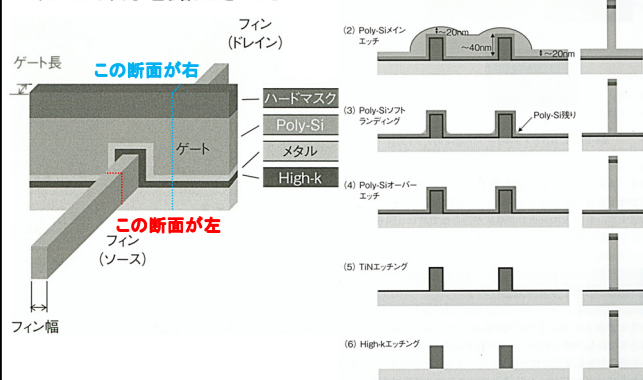 フィン
(ドレイン)
ゲート長
この断面が右
ハードマスク
Poly-Si
ゲート
メタル
High-k
この断面が左
フィン
(ソース)
フィン幅
(2) Poly-Siメイン
エッチ
~20nm
~40nm
~20nm
(3) Poly-Siソフト
ランディング
Poly-Si残り
(4) Poly-Siオーバー
エッチ
(5) TiNエッチング
(6) High-kエッチング